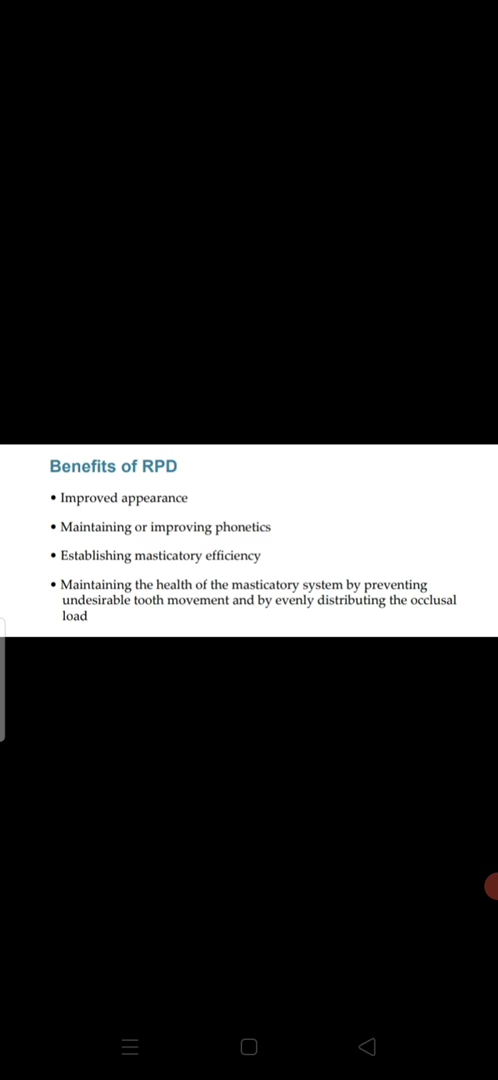 Benefits of RPD
• Improved appearance
• Maintaining or improving phonetics
• Establishing masticatory efficiency
• Maintaining the health of the masticatory system by preventing
undesirable tooth movement and by evenly distributing the occlusal
load